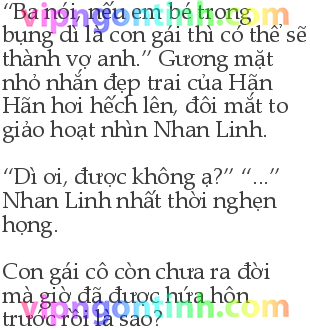 “Ba nói, nếu em bé trong
bụng dì là con gái thì có thể sẽ
thành vợ anh.” Gương mặt
nhỏ nhắn đẹp trai của Hãn
Hãn hơi hếch lên, đôi mắt to
giảo hoạt nhìn Nhan Linh.
“Dì ơi, được không ạ?” “...”
Nhan Linh nhất thời nghẹn
họng.
Con gái cô còn chưa ra đời
mà giờ đã được hứa hôn
trước rồi là sao?
vipngontinh.com
vipngontinh.com